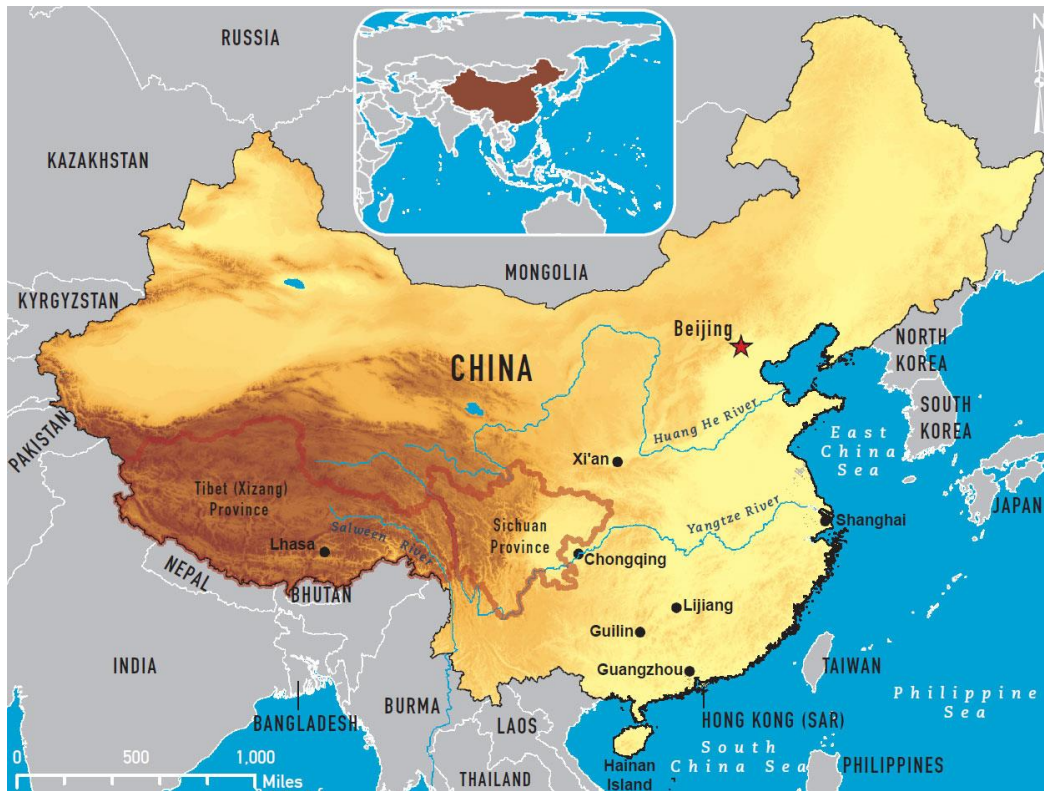 RUSSIA
N
KAZAKHSTAN
MONGOLIA
KYRGYZSTAN
Beijing
NORTH
KOREA
CHINA
SOUTH
KOREA
PAKISTAN
Huang He River
East
China
Sea
Xi'an
JAPAN
Tibet (Xizang)
Province
Sichuan
Province
Yangtze River
Shanghai
Salween River
Lhasa
Chongqing
NEPAL
BHUTAN
Lijiang
Guilin
INDIA
Guangzhou
TAIWAN
Philippine
Sea
BURMA
BANGLADESH
LAOS
HONG KONG (SAR)
South
China Sea
0 500 1,000
Miles
Hainan
Island
THAILAND
PHILIPPINES